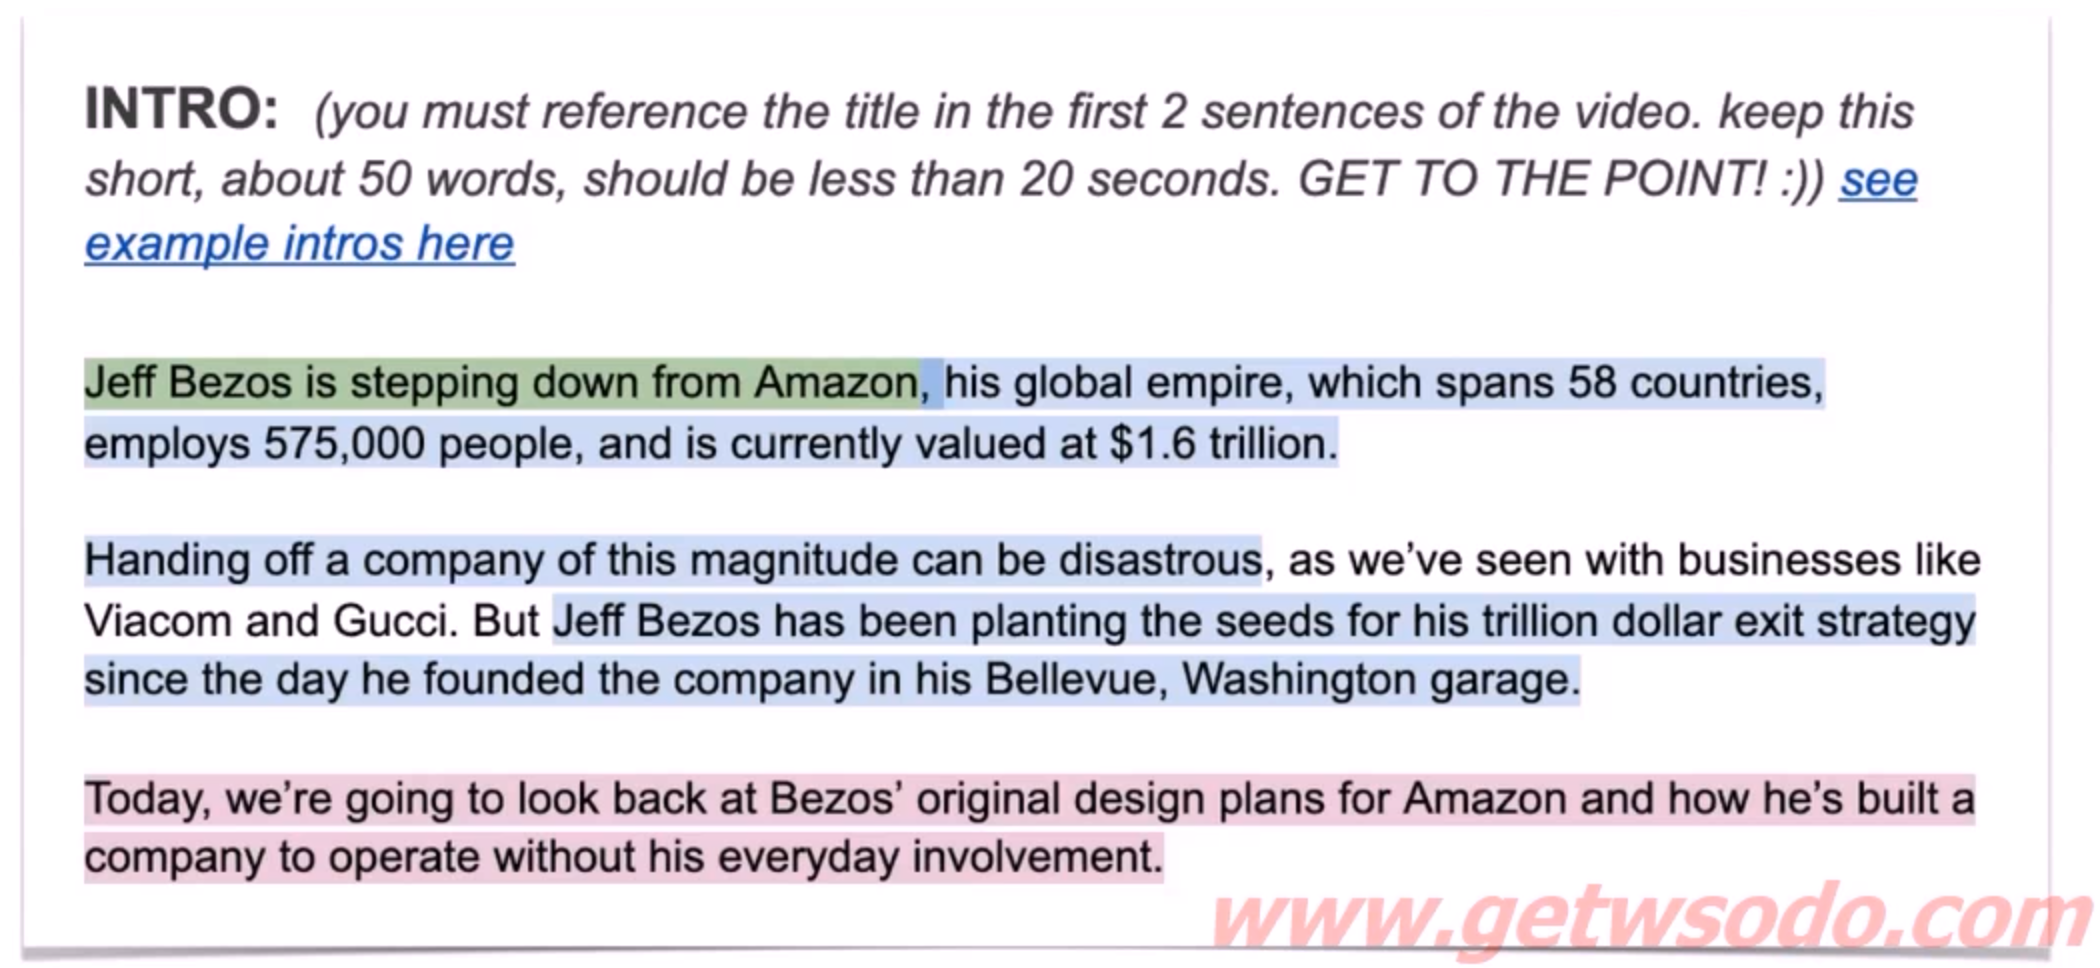 INTRO: (you must reference the title in the first 2 sentences of the video. keep this
short, about 50 words, should be less than 20 seconds. GET TO THE POINT! :)) see
example intros here
Jeff Bezos is stepping down from Amazon, his global empire, which spans 58 countries,
employs 575,000 people, and is currently valued at $1.6 trillion.
Handing off a company of this magnitude can be disastrous, as we’ve seen with businesses like
Viacom and Gucci. But Jeff Bezos has been planting the seeds for his trillion dollar exit strategy
since the day he founded the company in his Bellevue, Washington garage.
Today, we’re going to look back at Bezos’ original design plans for Amazon and how he’s built a
company to operate without his everyday involvement.
www.getwsodo.com